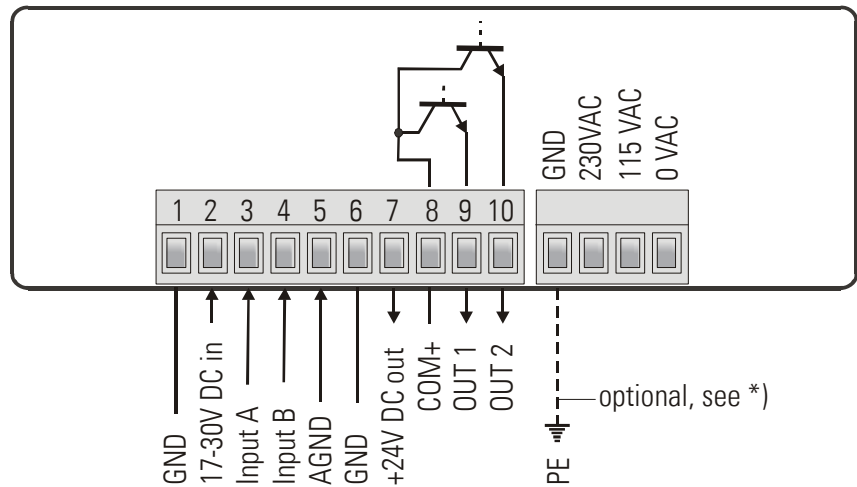 GND
230VAC
115 VAC
0 VAC
1 2 3 4 5 6 7 8 9 10
GND
17-30V DC in
Input A
Input B
AGND
GND
+24V DC out
COM+
OUT 1
OUT 2
PE
optional, see *)